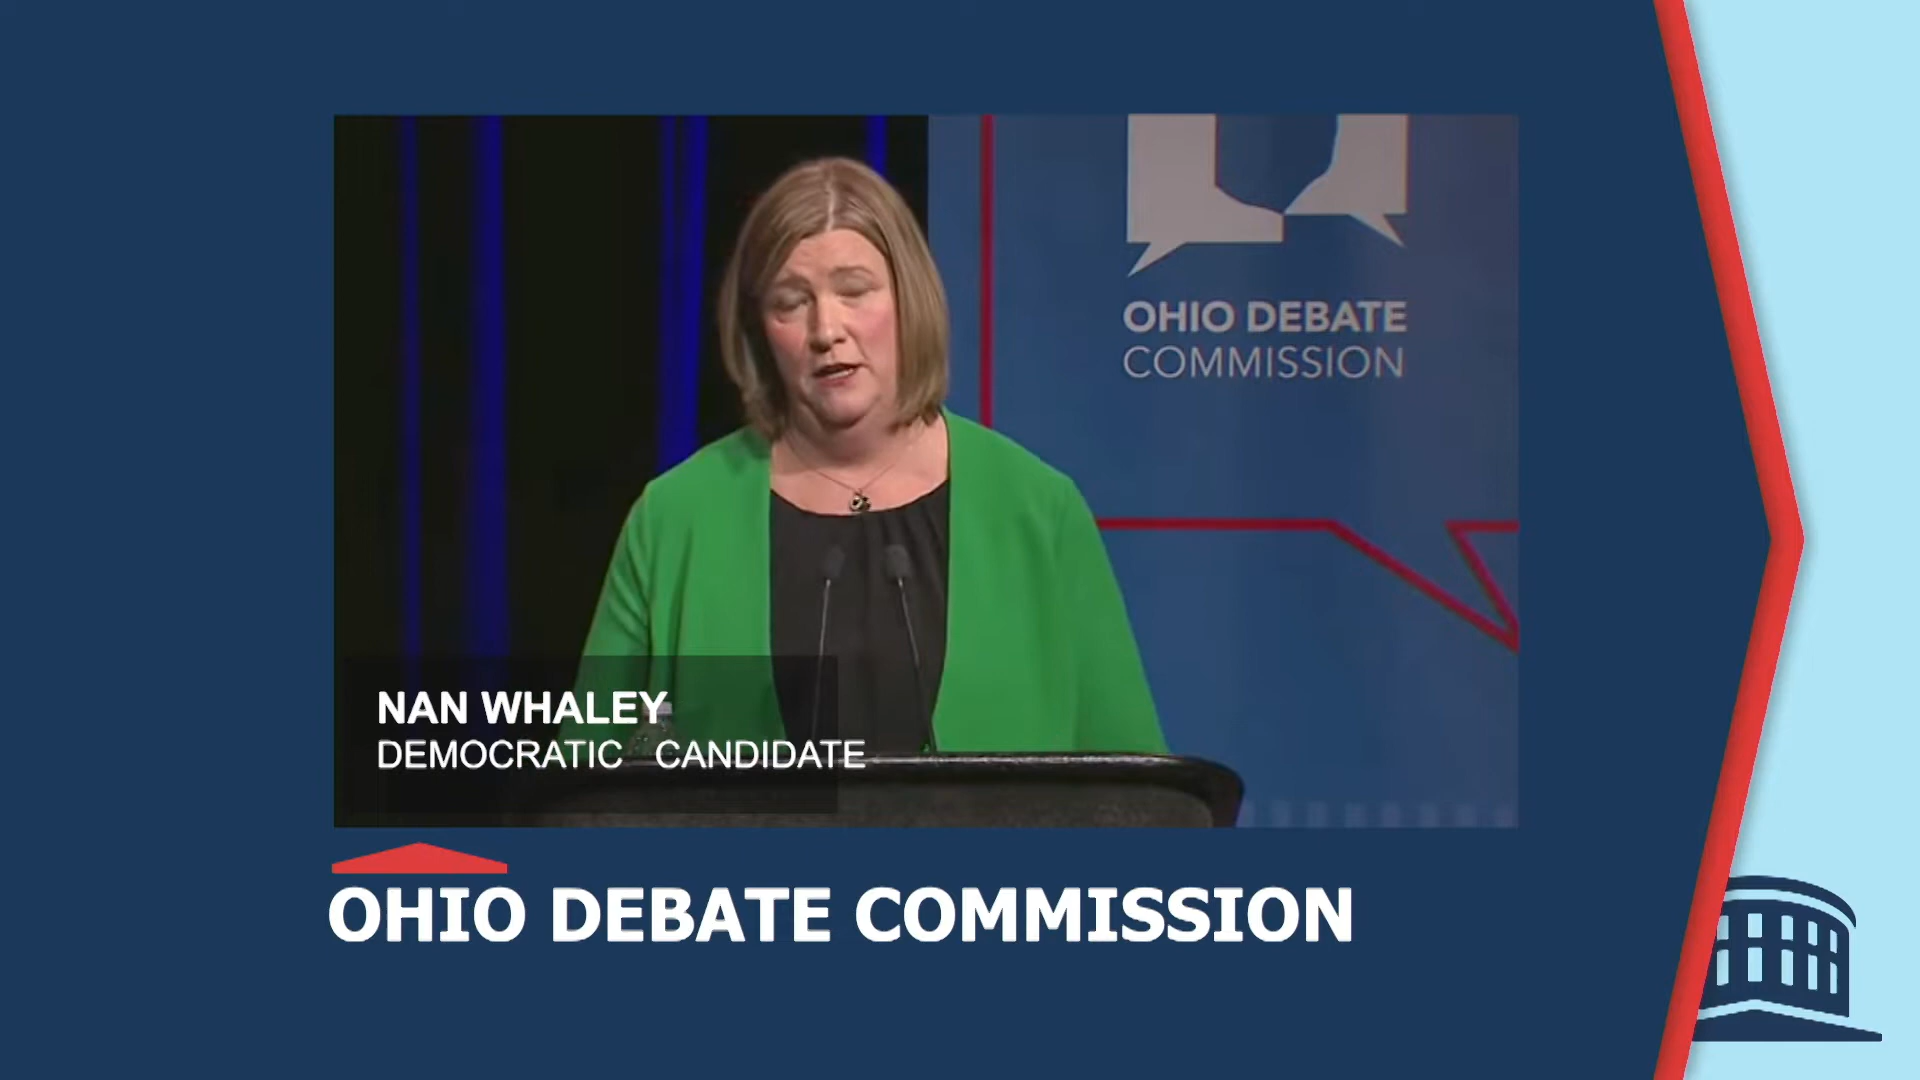 OHIO DEBATE
COMMISSION
NAN WHALEY
DEMOCRATIC CANDIDATE
OHIO DEBATE COMMISSION